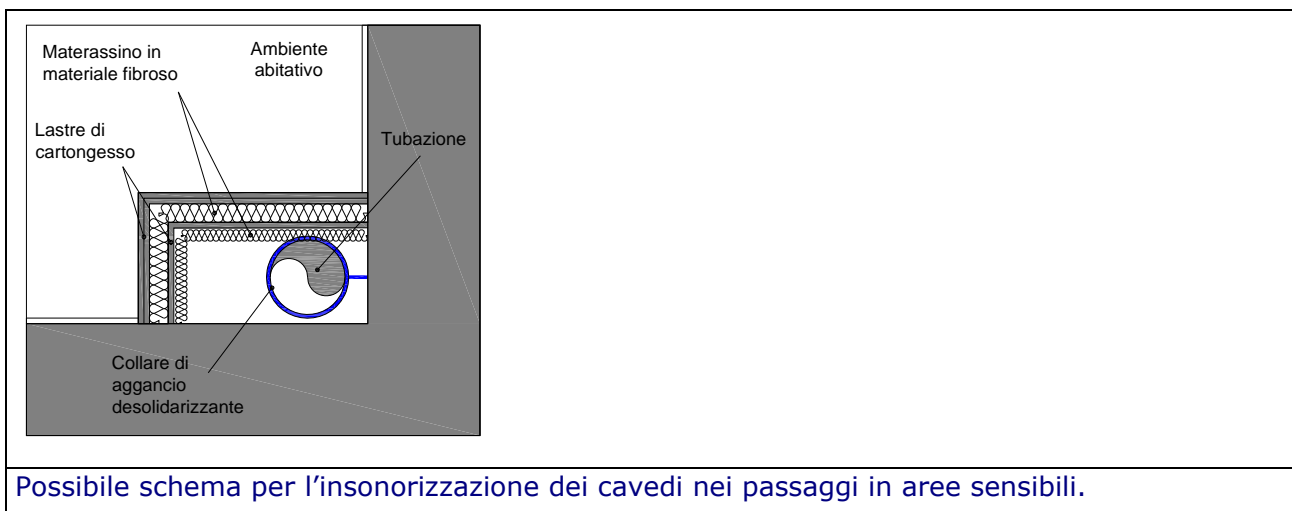 Materassino in
materiale fibroso
Ambiente
abitativo
Lastre di
cartongesso
Tubazione
Collare di
aggancio
desolidarizzante
Possibile schema per l’insonorizzazione dei cavedi nei passaggi in aree sensibili.